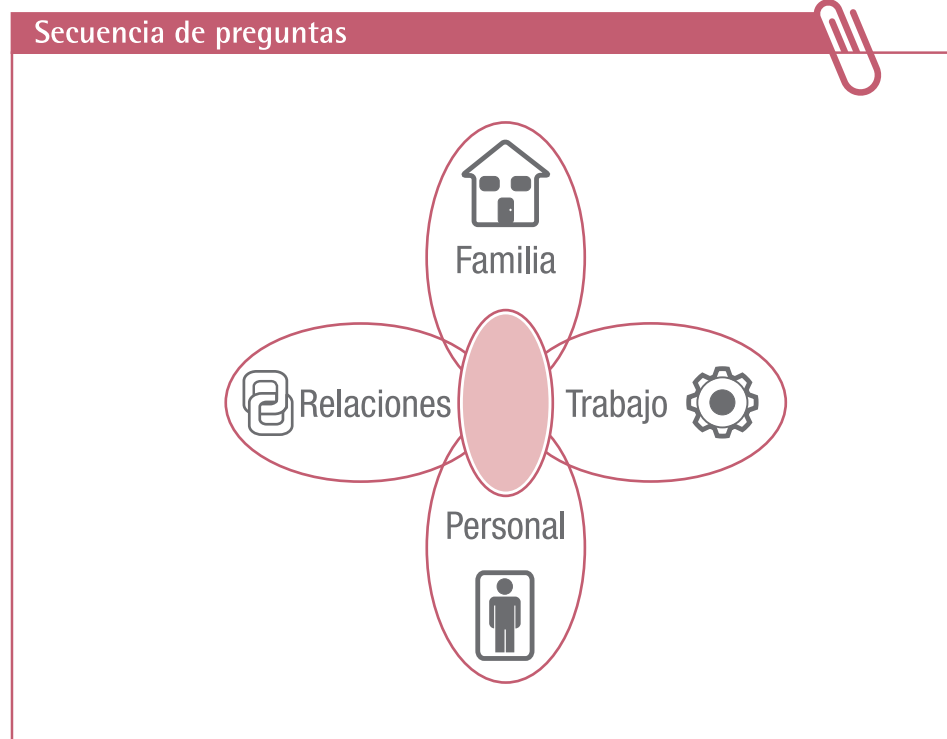 Secuencia de preguntas
Familia
Relaciones
Trabajo
Personal